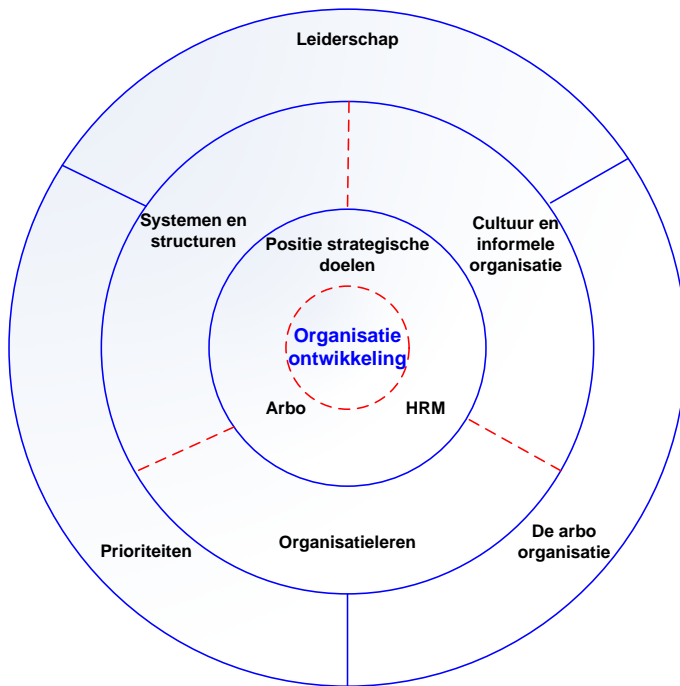 Leiderschap
Systemen en
structuren
Cultuur en
informele
organisatie
Positie strategische
doelen
Organisatie
ontwikkeling
Arbo
HRM
Prioriteiten
Organisatieleren
De arbo
organisatie